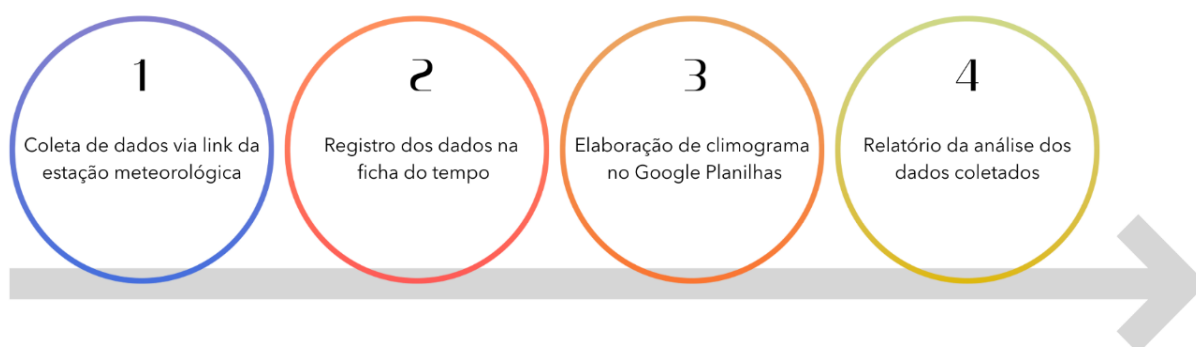 1
Coleta de dados via link da
estação meteorológica
2
Registro dos dados na
ficha do tempo
3
Elaboração de climograma
no Google Planilhas
4
Relatório da análise dos
dados coletados